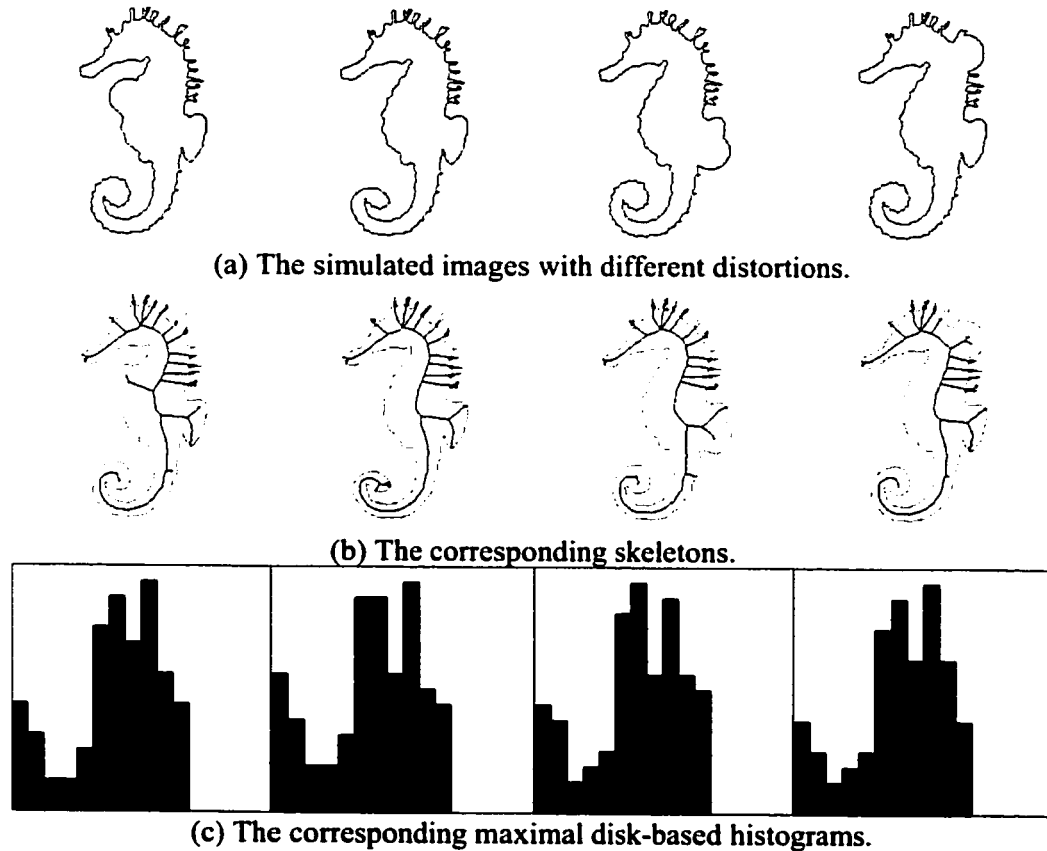 (a) The simulated images with different distortions.
(b) The corresponding skeletons.
(c) The corresponding maximal disk-based histograms.